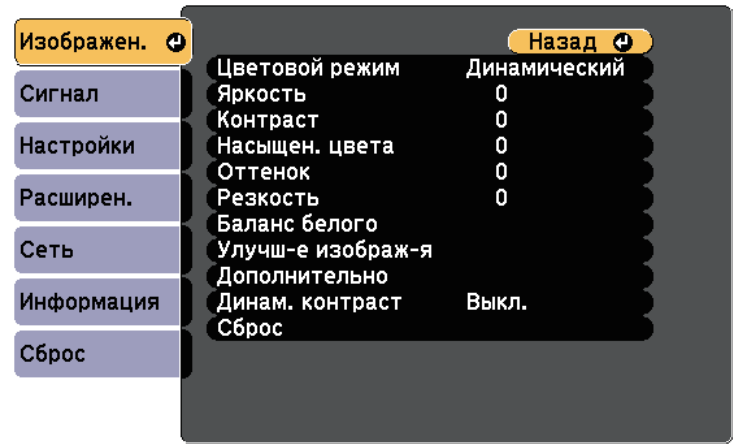 Изображен.
Сигнал
Настройки
Расширен.
Сеть
Информация
Сброс
Назад
Цветовой режим Динамический
Яркость 0
Контраст 0
Насыщен. цвета 0
Оттенок 0
Резкость 0
Баланс белого
Улучш-е изображ-я
Дополнительно
Динам. контраст Выкл.
Сброс